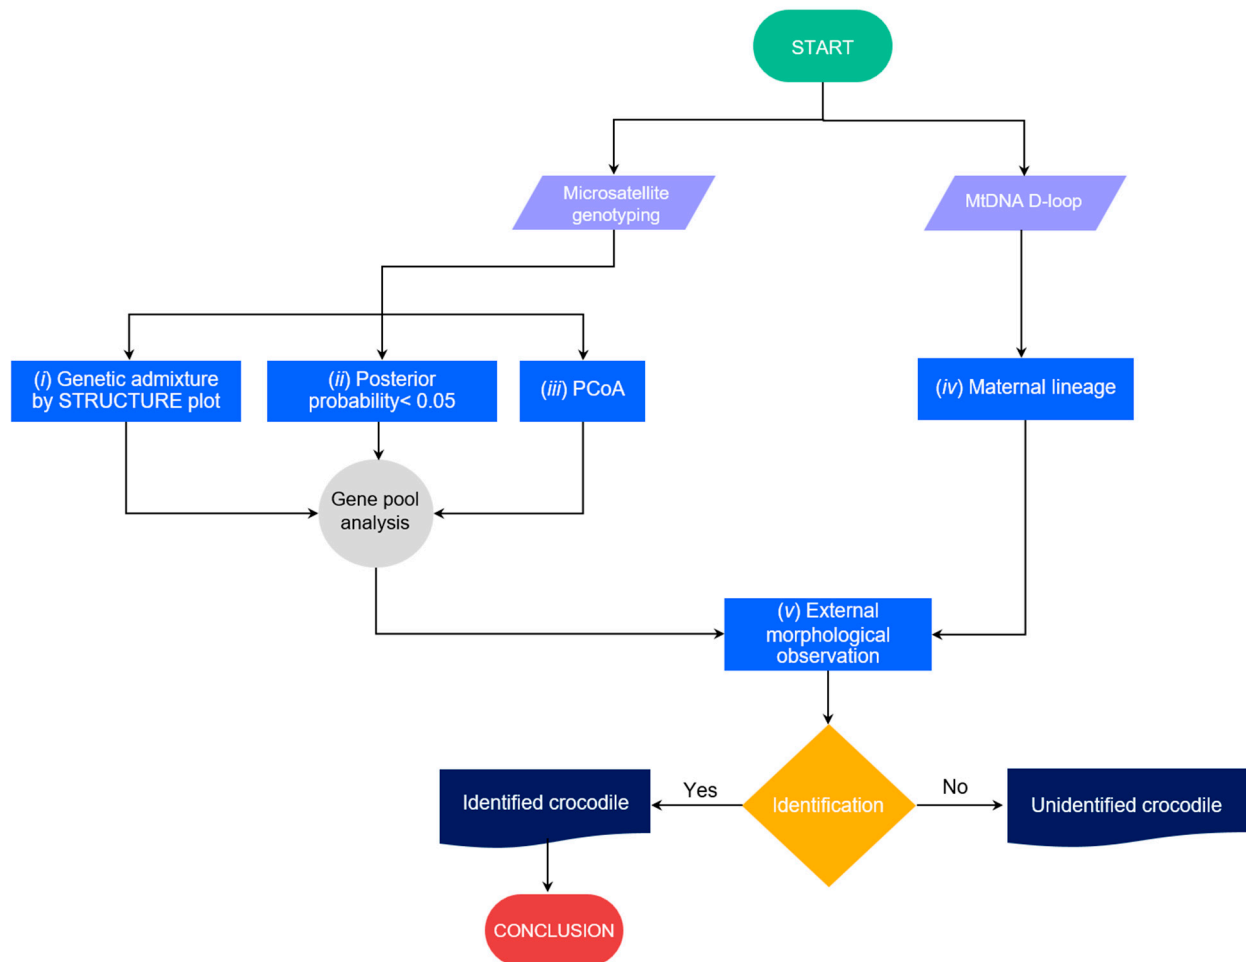 START
Microsatellite
genotyping
MtDNA D-loop
(i) Genetic admixture
by STRUCTURE plot
(ii) Posterior
probability< 0.05
(iii) PCoA
(iv) Maternal lineage
Gene pool
analysis
(v) External
morphological
observation
Identified crocodile
Yes
Identification
No
Unidentified crocodile
CONCLUSION